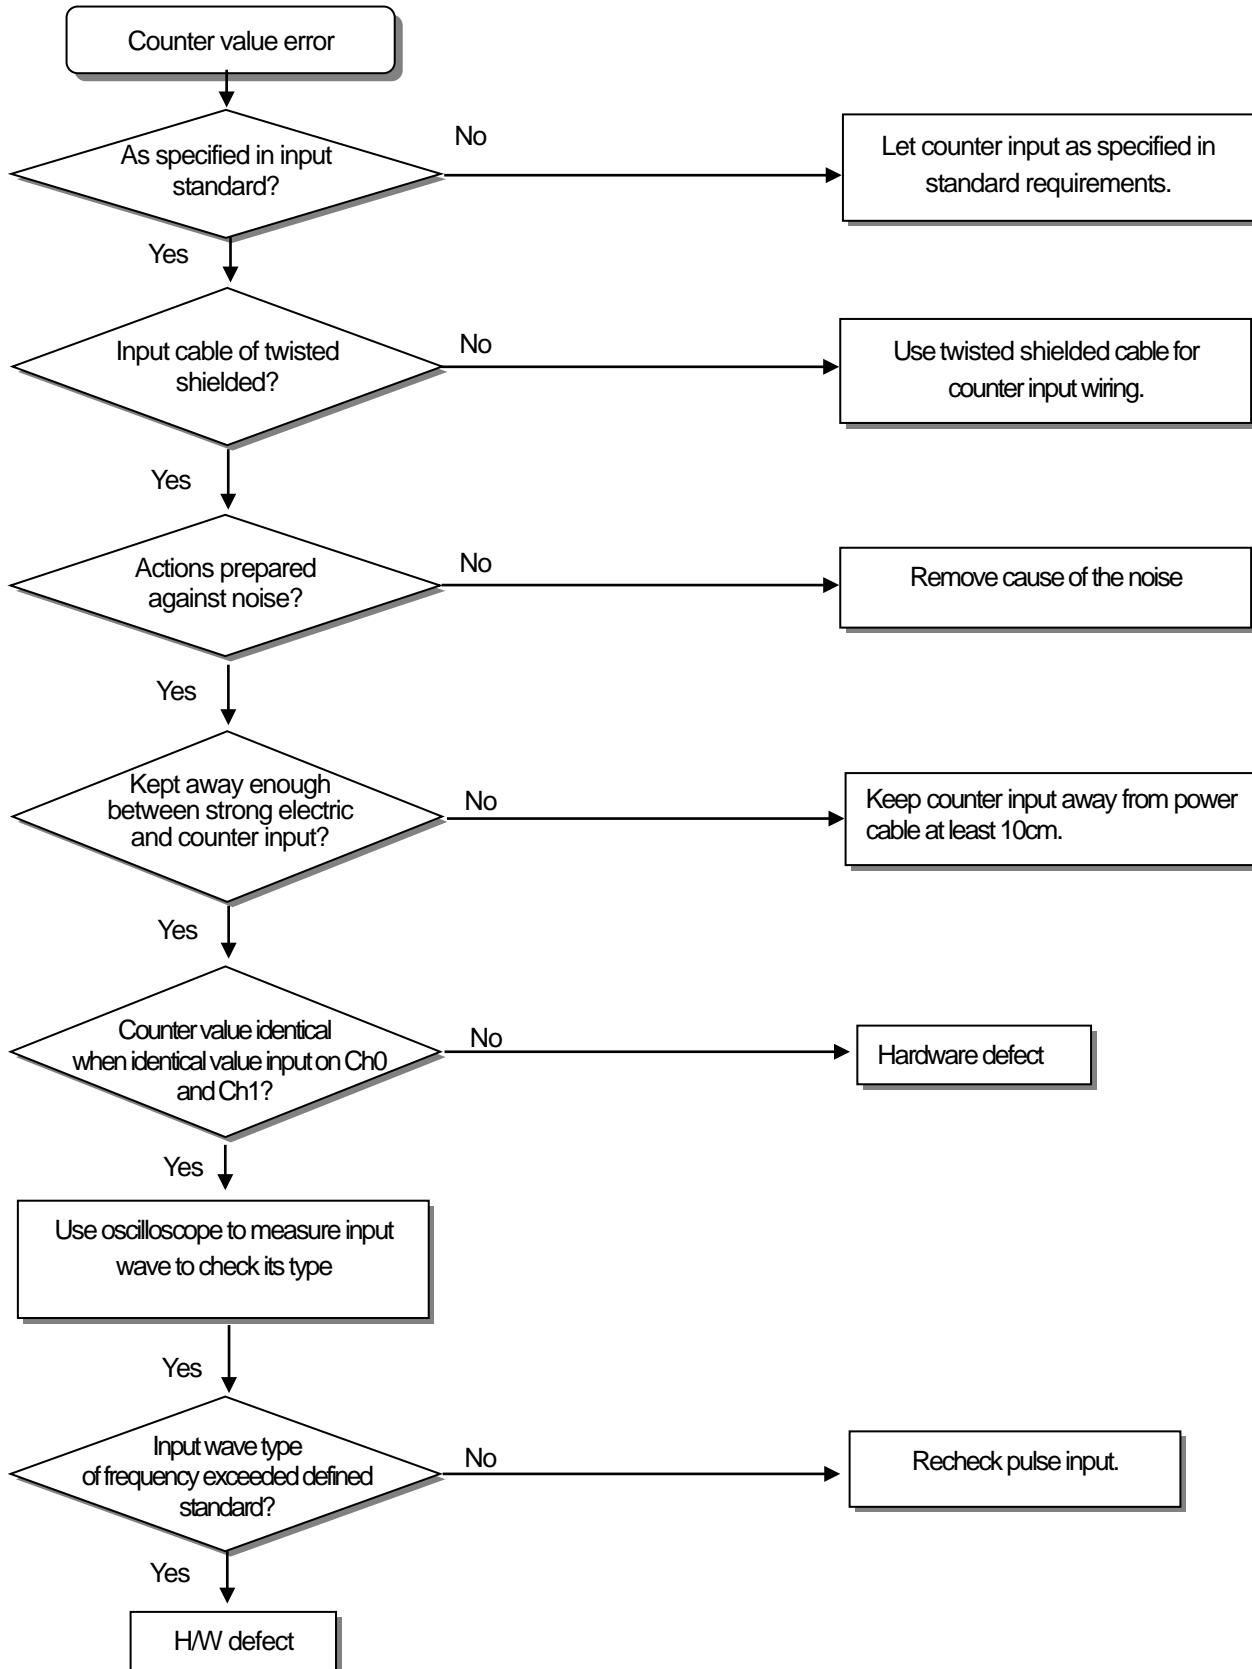 Counter value error
As specified in input
standard?
No
Let counter input as specified in
standard requirements.
Yes
Input cable of twisted
shielded?
No
Use twisted shielded cable for
counter input wiring.
Yes
Actions prepared
against noise?
No
Remove cause of the noise
Yes
Kept away enough
between strong electric
and counter input?
No
Keep counter input away from power
cable at least 10cm.
Yes
Counter value identical
when identical value input on Ch0
and Ch1?
No
Hardware defect
Yes
Use oscilloscope to measure input
wave to check its type
Yes
Input wave type
of frequency exceeded defined
standard?
No
Recheck pulse input.
Yes
H/W defect